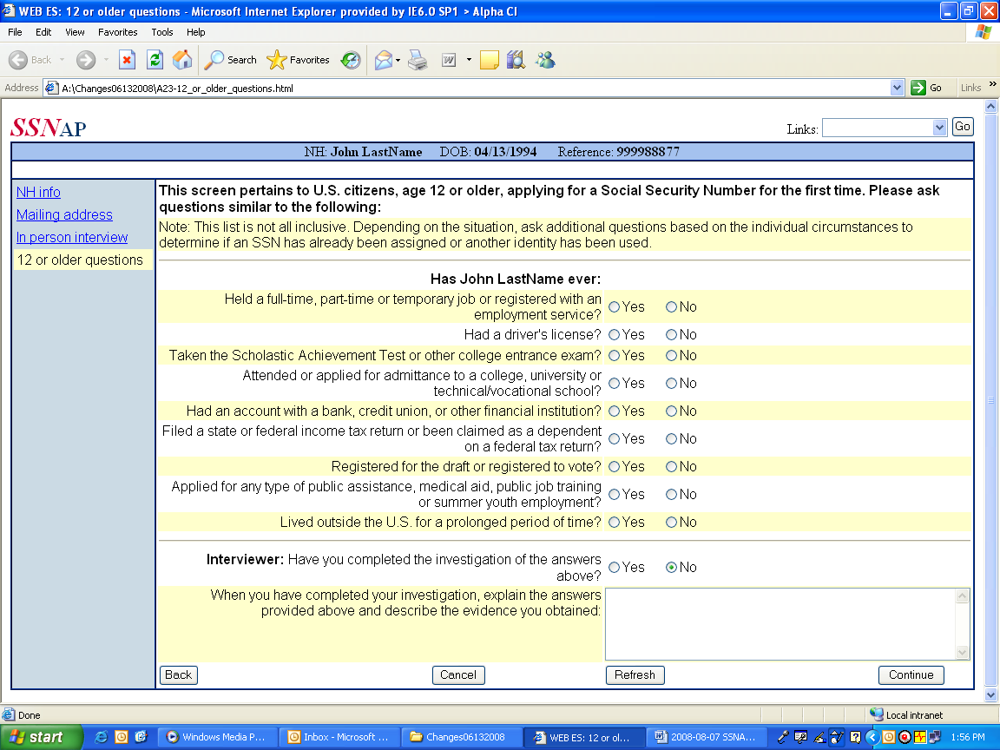 WEB ES: 12 or older questions - Microsoft Internet Explorer provided by IE6.0 SP1 > Alpha CI
File Edit View Favorites Tools Help
Back Search Favorites
Address A:\Changes06132008\A23-12_or_older_questions.html Go Links »
SSNAP Links: Go
NH: John LastName DOB: 04/13/1994 Reference: 999988877
NH info
Mailing address
In person interview
12 or older questions
This screen pertains to U.S. citizens, age 12 or older, applying for a Social Security Number for the first time. Please ask
questions similar to the following:
Note: This list is not all inclusive. Depending on the situation, ask additional questions based on the individual circumstances to
determine if an SSN has already been assigned or another identity has been used.
Has John LastName ever:
Held a full-time, part-time or temporary job or registered with an
employment service? Yes No
Had a driver's license? Yes No
Taken the Scholastic Achievement Test or other college entrance exam? Yes No
Attended or applied for admittance to a college, university or
technical/vocational school? Yes No
Had an account with a bank, credit union, or other financial institution? Yes No
Filed a state or federal income tax return or been claimed as a dependent
on a federal tax return? Yes No
Registered for the draft or registered to vote? Yes No
Applied for any type of public assistance, medical aid, public job training
or summer youth employment? Yes No
Lived outside the U.S. for a prolonged period of time? Yes No
Interviewer: Have you completed the investigation of the answers
above? Yes No
When you have completed your investigation, explain the answers
provided above and describe the evidence you obtained:
Back Cancel Refresh Continue
Done Local intranet
start Windows Media P... Inbox - Microsoft ... Changes06132008 WEB ES: 12 or ol... 2008-08-07 SSNA... 1:56 PM